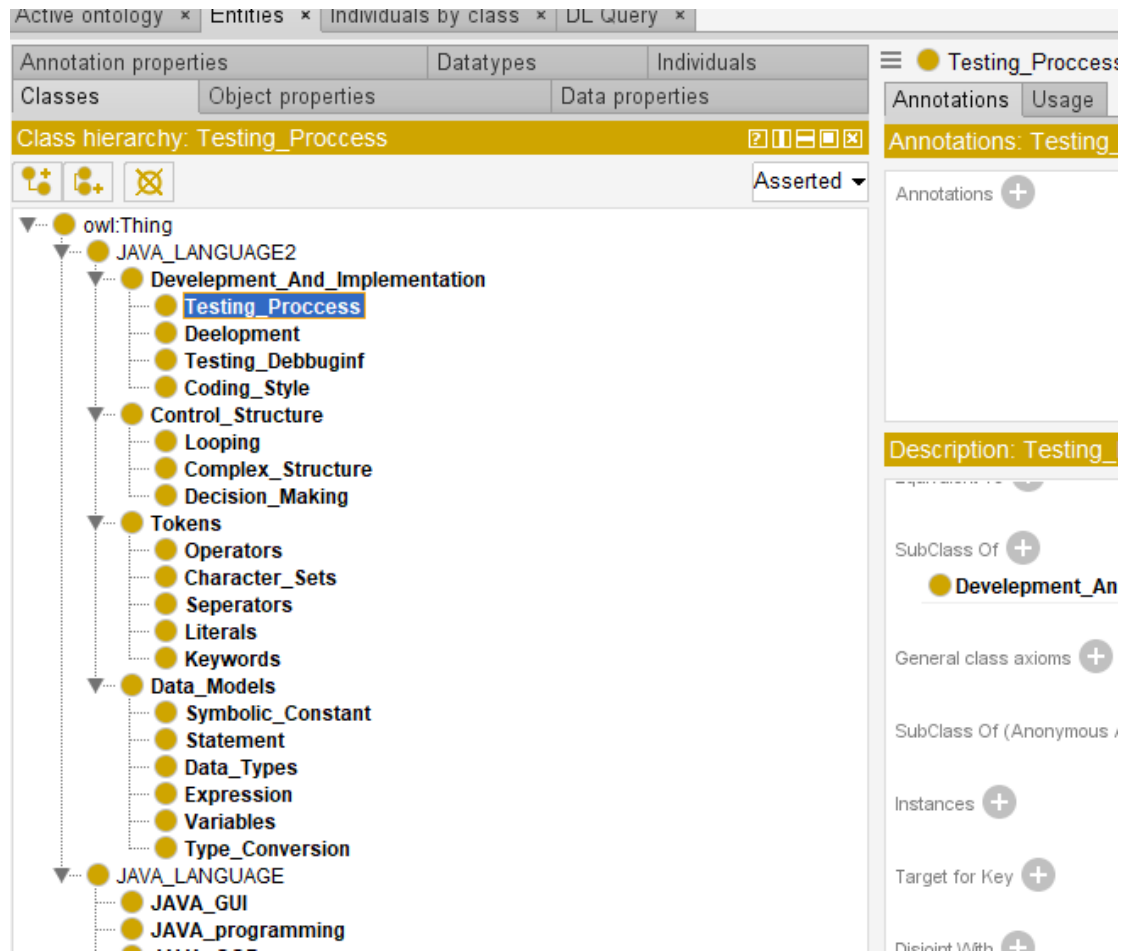 Active ontology × Entities × Individuals by class × DL Query ×
Annotation properties Datatypes Individuals
Classes Object properties Data properties
Class hierarchy: Testing_Proccess
Asserted
owl:Thing
JAVA_LANGUAGE2
Develepment_And_Implementation
Testing_Proccess
Deelopment
Testing_Debbuginf
Coding_Style
Control_Structure
Looping
Complex_Structure
Decision_Making
Tokens
Operators
Character_Sets
Seperators
Literals
Keywords
Data_Models
Symbolic_Constant
Statement
Data_Types
Expression
Variables
Type_Conversion
JAVA_LANGUAGE
JAVA_GUI
JAVA_programming
Testing_Proccess
Annotations Usage
Annotations: Testing_
Annotations
Description: Testing_
SubClass Of
Develepment_An
General class axioms
SubClass Of (Anonymous
Instances
Target for Key
Disjoint With